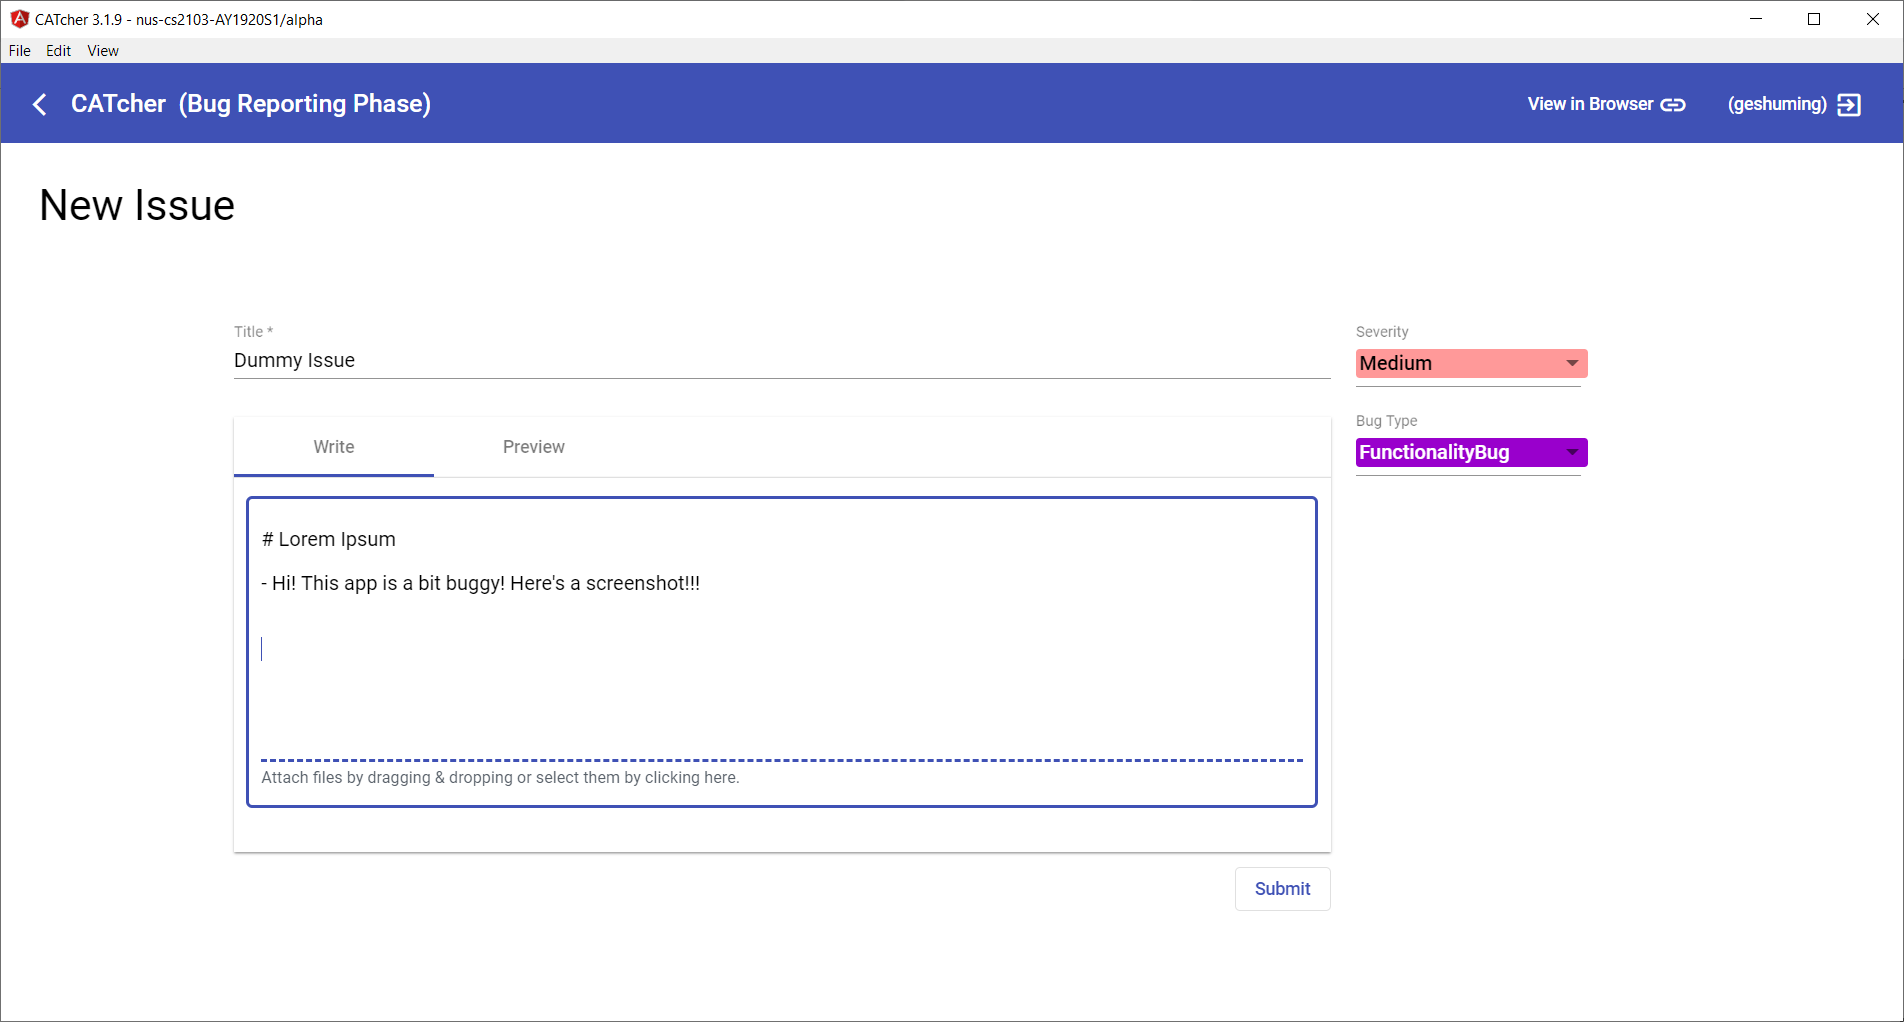 CATcher 3.1.9 - nus-cs2103-AY1920S1/alpha
File Edit View
CATcher (Bug Reporting Phase)
View in Browser
(geshuming)
New Issue
Title *
Dummy Issue
Severity
Medium
Bug Type
FunctionalityBug
Write Preview
# Lorem Ipsum
- Hi! This app is a bit buggy! Here's a screenshot!!!
Attach files by dragging & dropping or select them by clicking here.
Submit